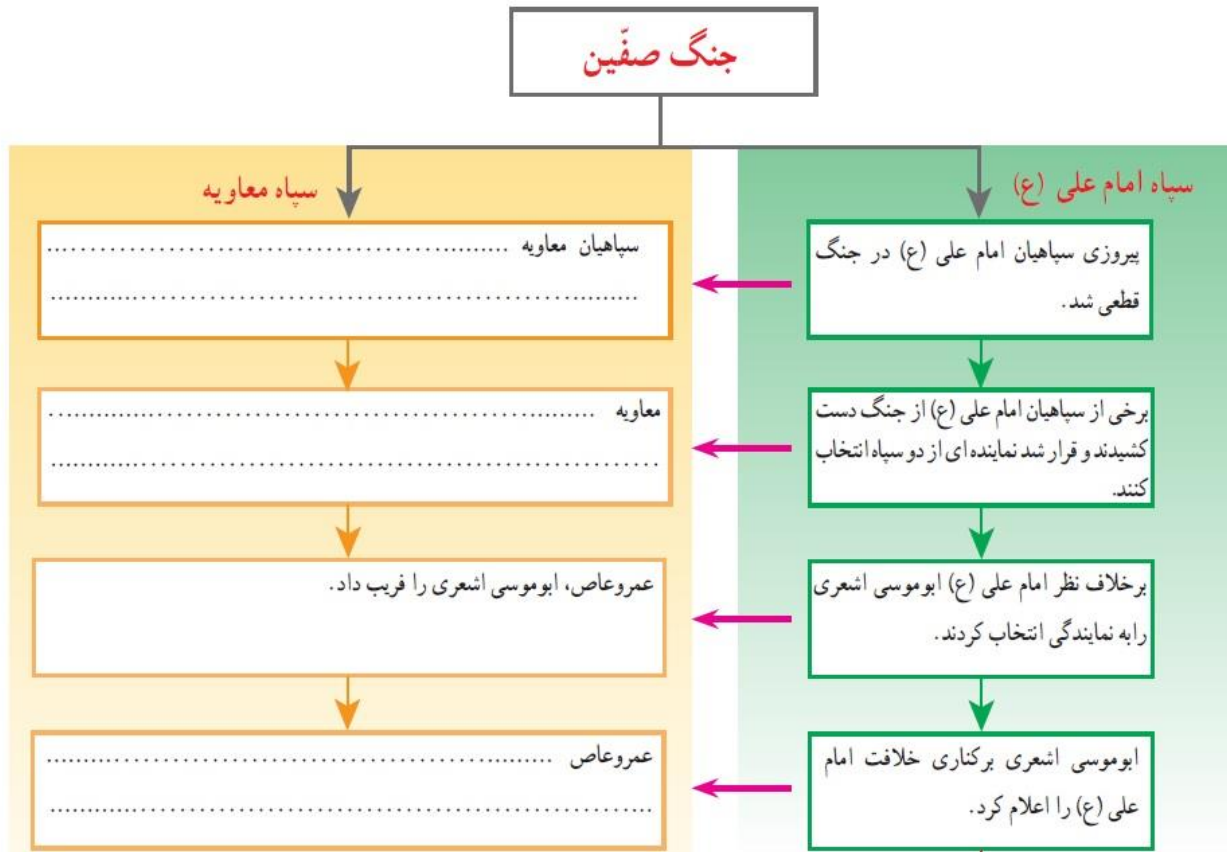 جنگ صفّین
سپاه امام علی (ع)
پیروزی سپاهیان امام علی (ع) در جنگ
قطعی شد.
برخی از سپاهیان امام علی (ع) از جنگ دست
کشیدند و قرار شد نماینده ای از دو سپاه انتخاب
کنند.
برخلاف نظر امام علی (ع) ابوموسی اشعری
رابه نمایندگی انتخاب کردند.
ابوموسی اشعری برکناری خلافت امام
علی (ع) را اعلام کرد.
سپاه معاویه
سپاهیان معاویه ..................................................
..................................................
معاویه ..................................................
..................................................
عمروعاص، ابوموسی اشعری را فریب داد.
عمروعاص ..................................................
..................................................